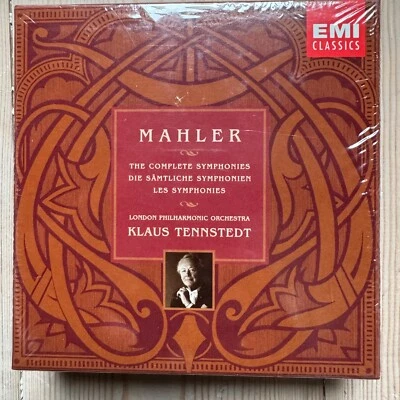 EMI
CLASSICS
MAHLER
THE COMPLETE SYMPHONIES
DIE SÄMTLICHE SYMPHONIEN
LES SYMPHONIES
LONDON PHILHARMONIC ORCHESTRA
KLAUS TENNSTEDT